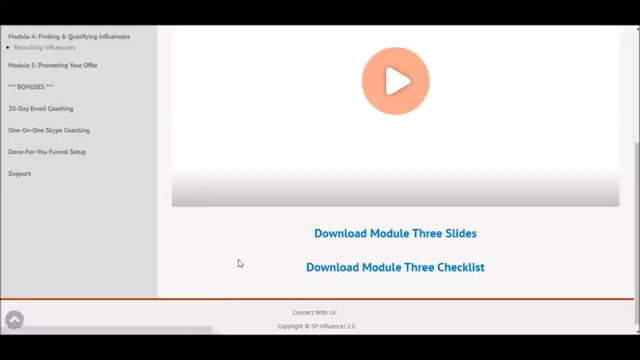 Module 4: Finding & Qualifying Influencers
Recruiting Influencers
Module 5: Promoting Your Offer
*** BONUSES ***
30-Day Email Coaching
One-On-One Skype Coaching
Done-For-You Funnel Setup
Support
Download Module Three Slides
Download Module Three Checklist
Connect With Us:
Copyright © SP Influencer 2.0